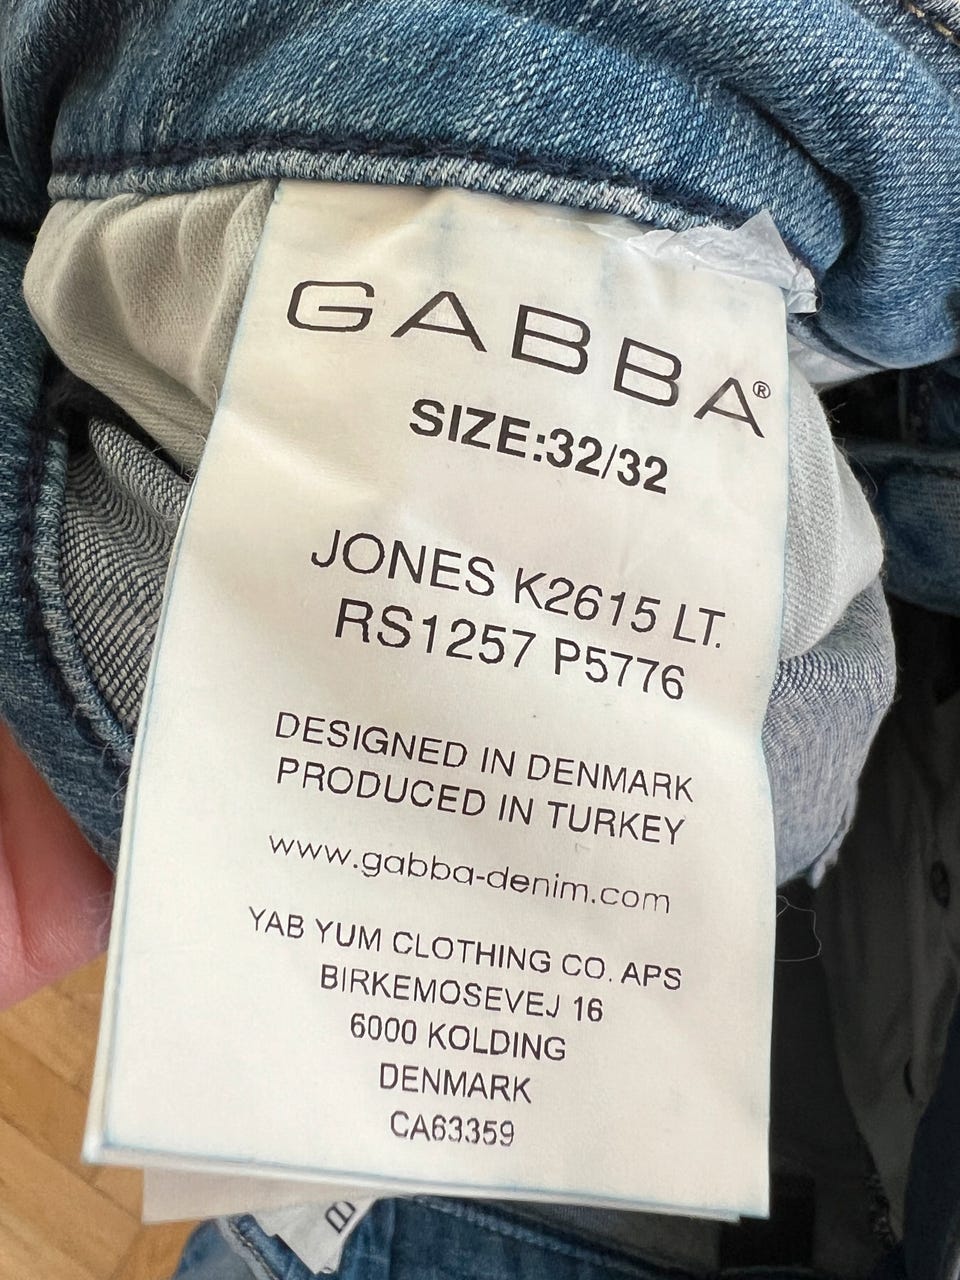 GABBA®
SIZE:32/32
JONES K2615 LT.
RS1257 P5776
DESIGNED IN DENMARK
PRODUCED IN TURKEY
www.gabba-denim.com
YAB YUM CLOTHING CO. APS
BIRKEMOSEVEJ 16
6000 KOLDING
DENMARK
CA63359